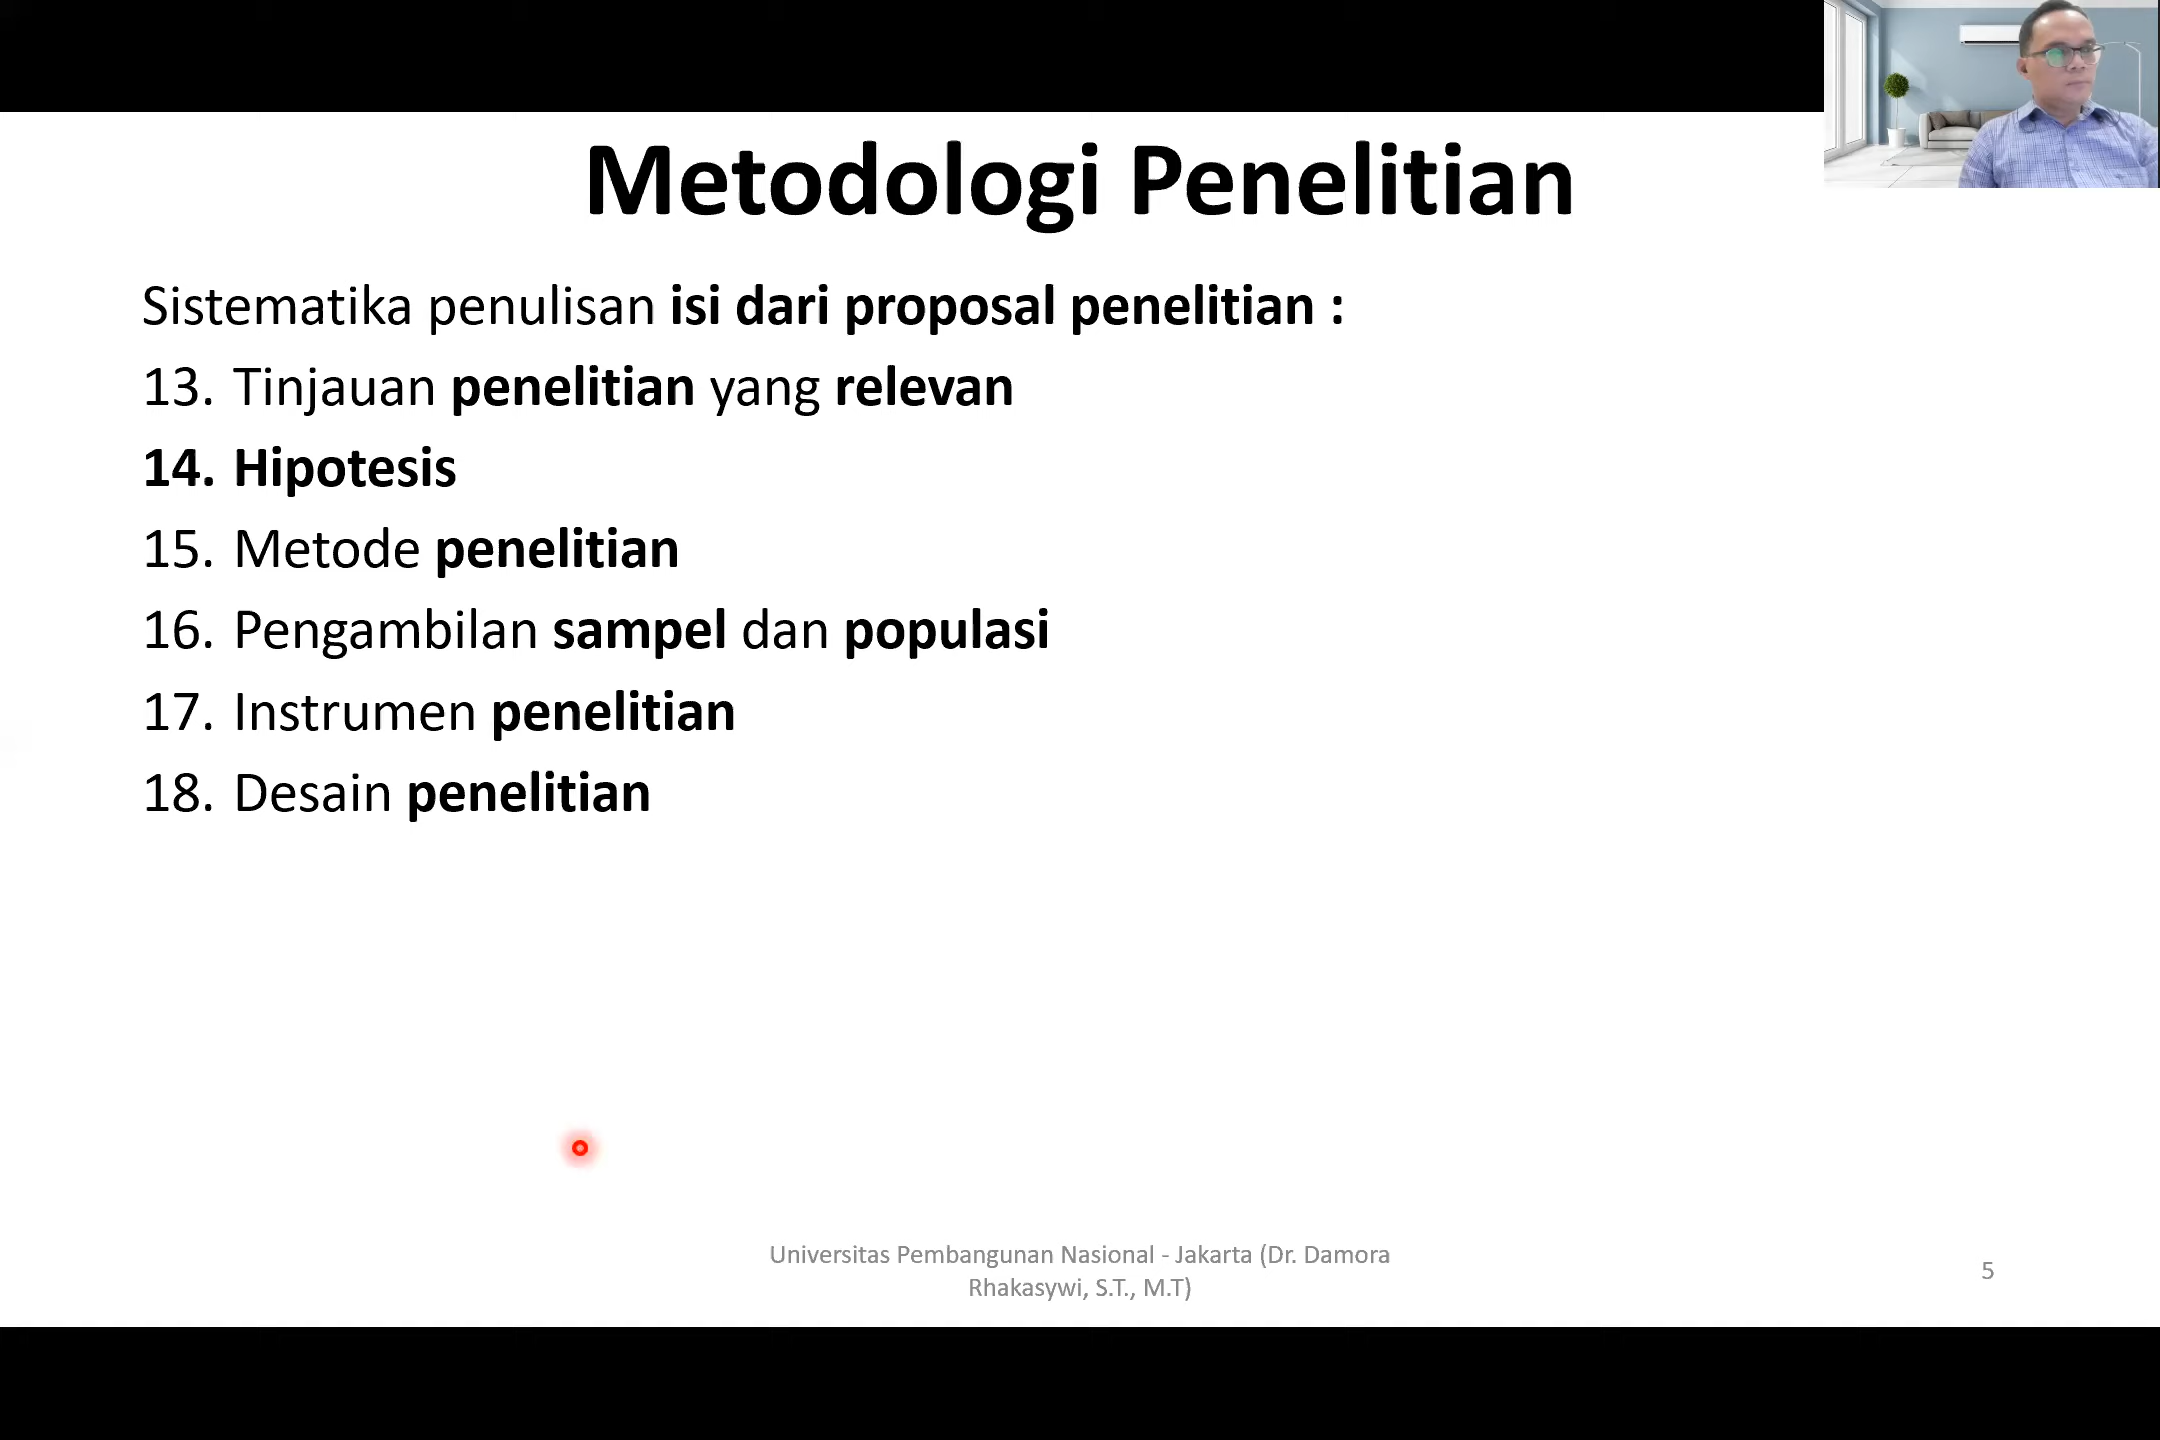 Metodologi Penelitian
Sistematika penulisan isi dari proposal penelitian :
13. Tinjauan penelitian yang relevan
14. Hipotesis
15. Metode penelitian
16. Pengambilan sampel dan populasi
17. Instrumen penelitian
18. Desain penelitian
Universitas Pembangunan Nasional - Jakarta (Dr. Damora
Rhakasywi, S.T., M.T)
5